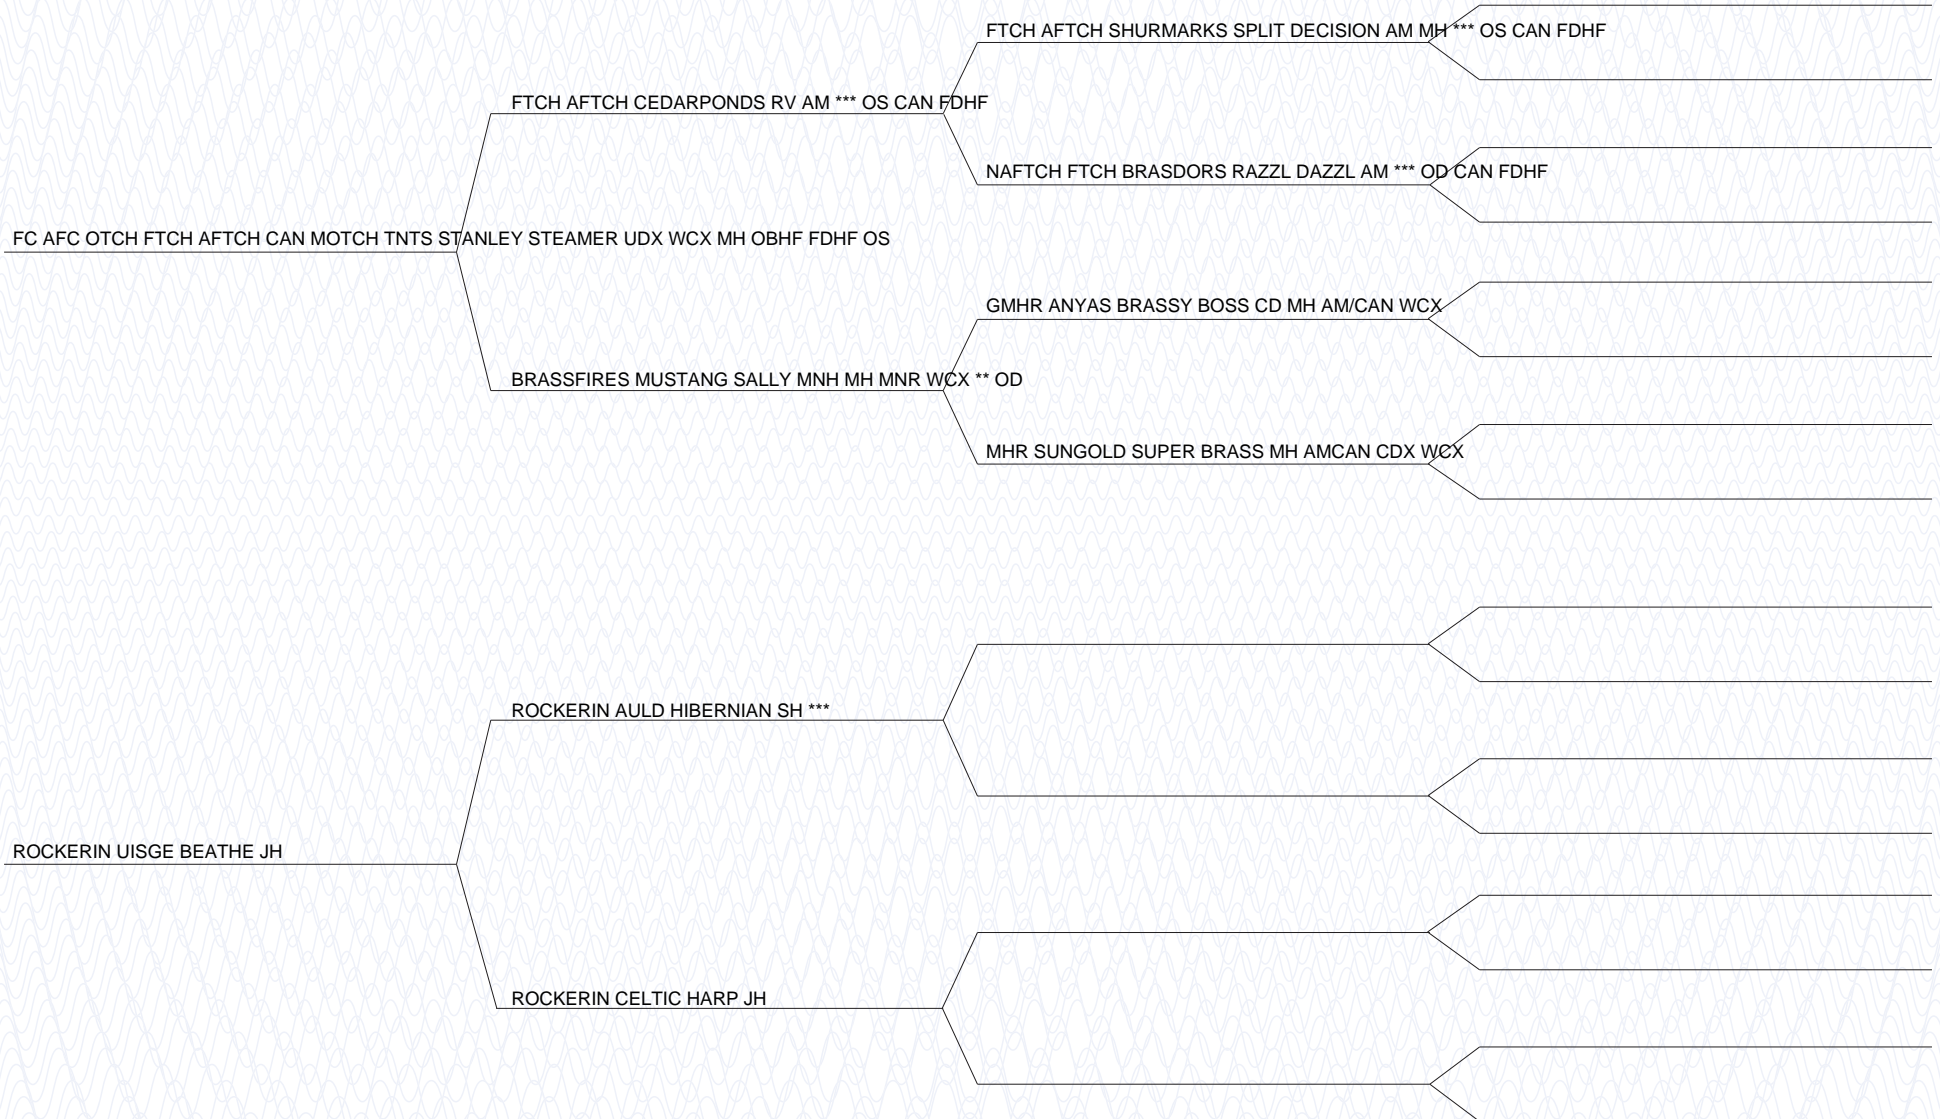 FTCH AFTCH SHURMARKS SPLIT DECISION AM MH *** OS CAN FDHF
FTCH AFTCH CEDARPONDS RV AM *** OS CAN FDHF
NAFTCH FTCH BRASDORS RAZZL DAZZL AM *** OD CAN FDHF
FC AFC OTCH FTCH AFTCH CAN MOTCH TNTS STANLEY STEAMER UDX WCX MH OBHF FDHF OS
GMHR ANYAS BRASSY BOSS CD MH AM/CAN WCX
BRASSFIRES MUSTANG SALLY MNH MH MNR WCX ** OD
MHR SUNGOLD SUPER BRASS MH AMCAN CDX WCX
ROCKERIN AULD HIBERNIAN SH ***
ROCKERIN UISGE BEATHE JH
ROCKERIN CELTIC HARP JH